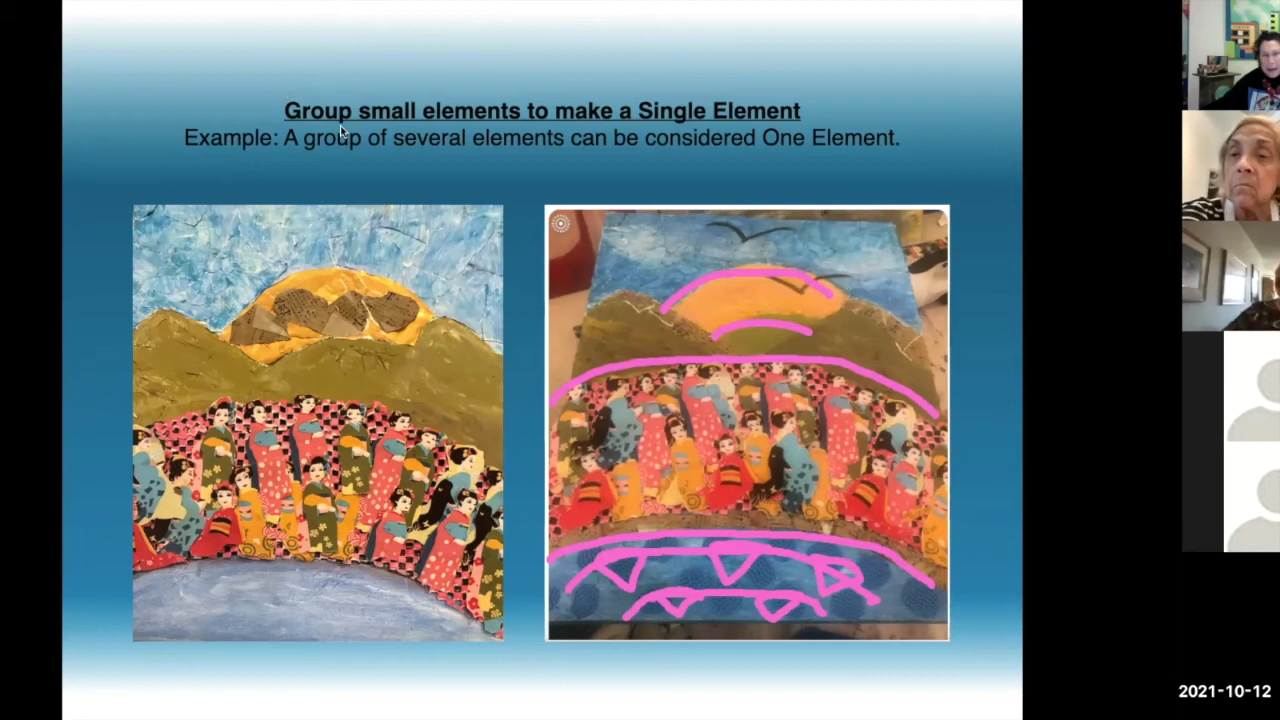 Group small elements to make a Single Element
Example: A group of several elements can be considered One Element.
2021-10-12